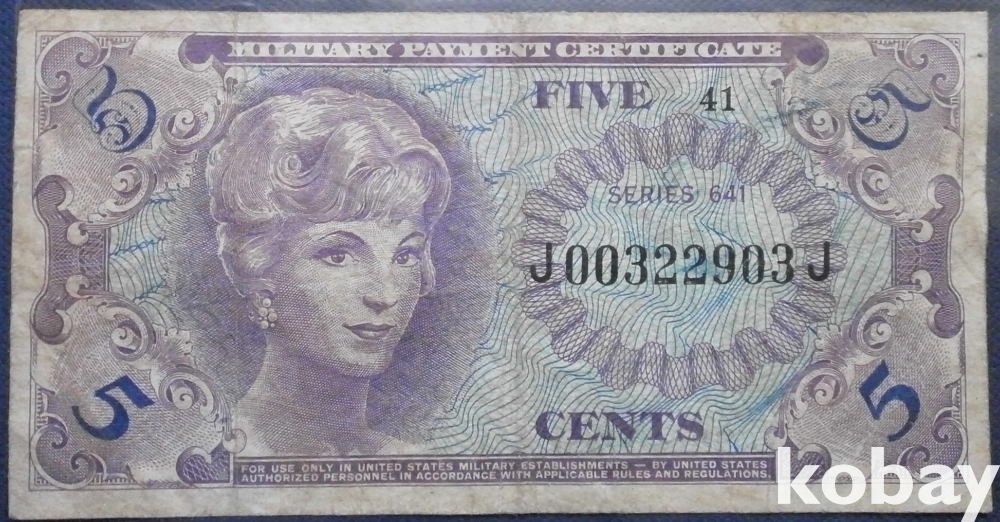 MILITARY PAYMENT CERTIFICATE
5 5
FIVE 41
SERIES 641
J00322903J
5 5
CENTS
FOR USE ONLY IN UNITED STATES MILITARY ESTABLISHMENTS — BY UNITED STATES
AUTHORIZED PERSONNEL IN ACCORDANCE WITH APPLICABLE RULES AND REGULATIONS.
kobay